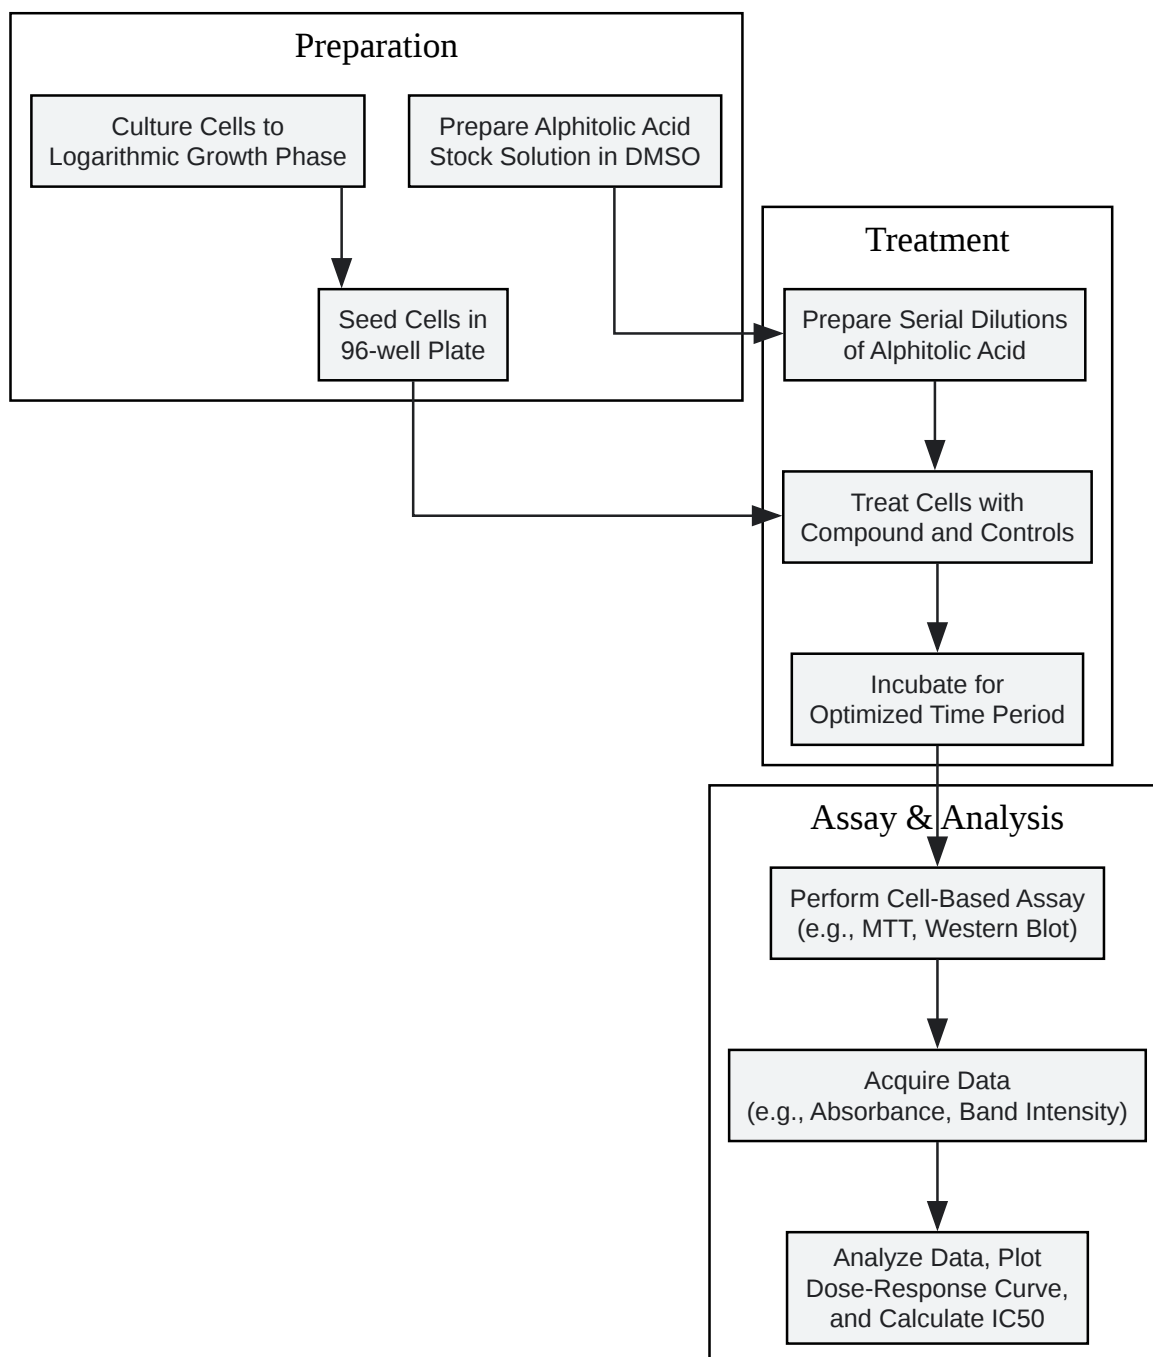 Preparation
Culture Cells to
Logarithmic Growth Phase
Prepare Alphitolic Acid
Stock Solution in DMSO
Seed Cells in
96-well Plate
Treatment
Prepare Serial Dilutions
of Alphitolic Acid
Treat Cells with
Compound and Controls
Incubate for
Optimized Time Period
Assay & Analysis
Perform Cell-Based Assay
(e.g., MTT, Western Blot)
Acquire Data
(e.g., Absorbance, Band Intensity)
Analyze Data, Plot
Dose-Response Curve,
and Calculate IC50